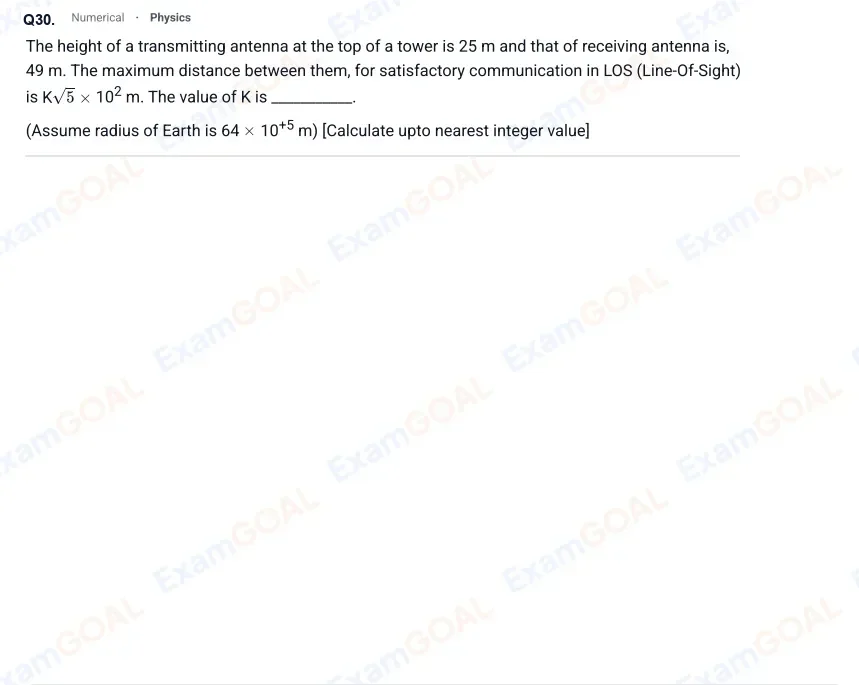 Q30. Numerical · Physics
The height of a transmitting antenna at the top of a tower is 25 m and that of receiving antenna is,
49 m. The maximum distance between them, for satisfactory communication in LOS (Line-Of-Sight)
is K√5 × 10² m. The value of K is __________.
(Assume radius of Earth is 64 × 10⁺⁵ m) [Calculate upto nearest integer value]
ExamGOAL